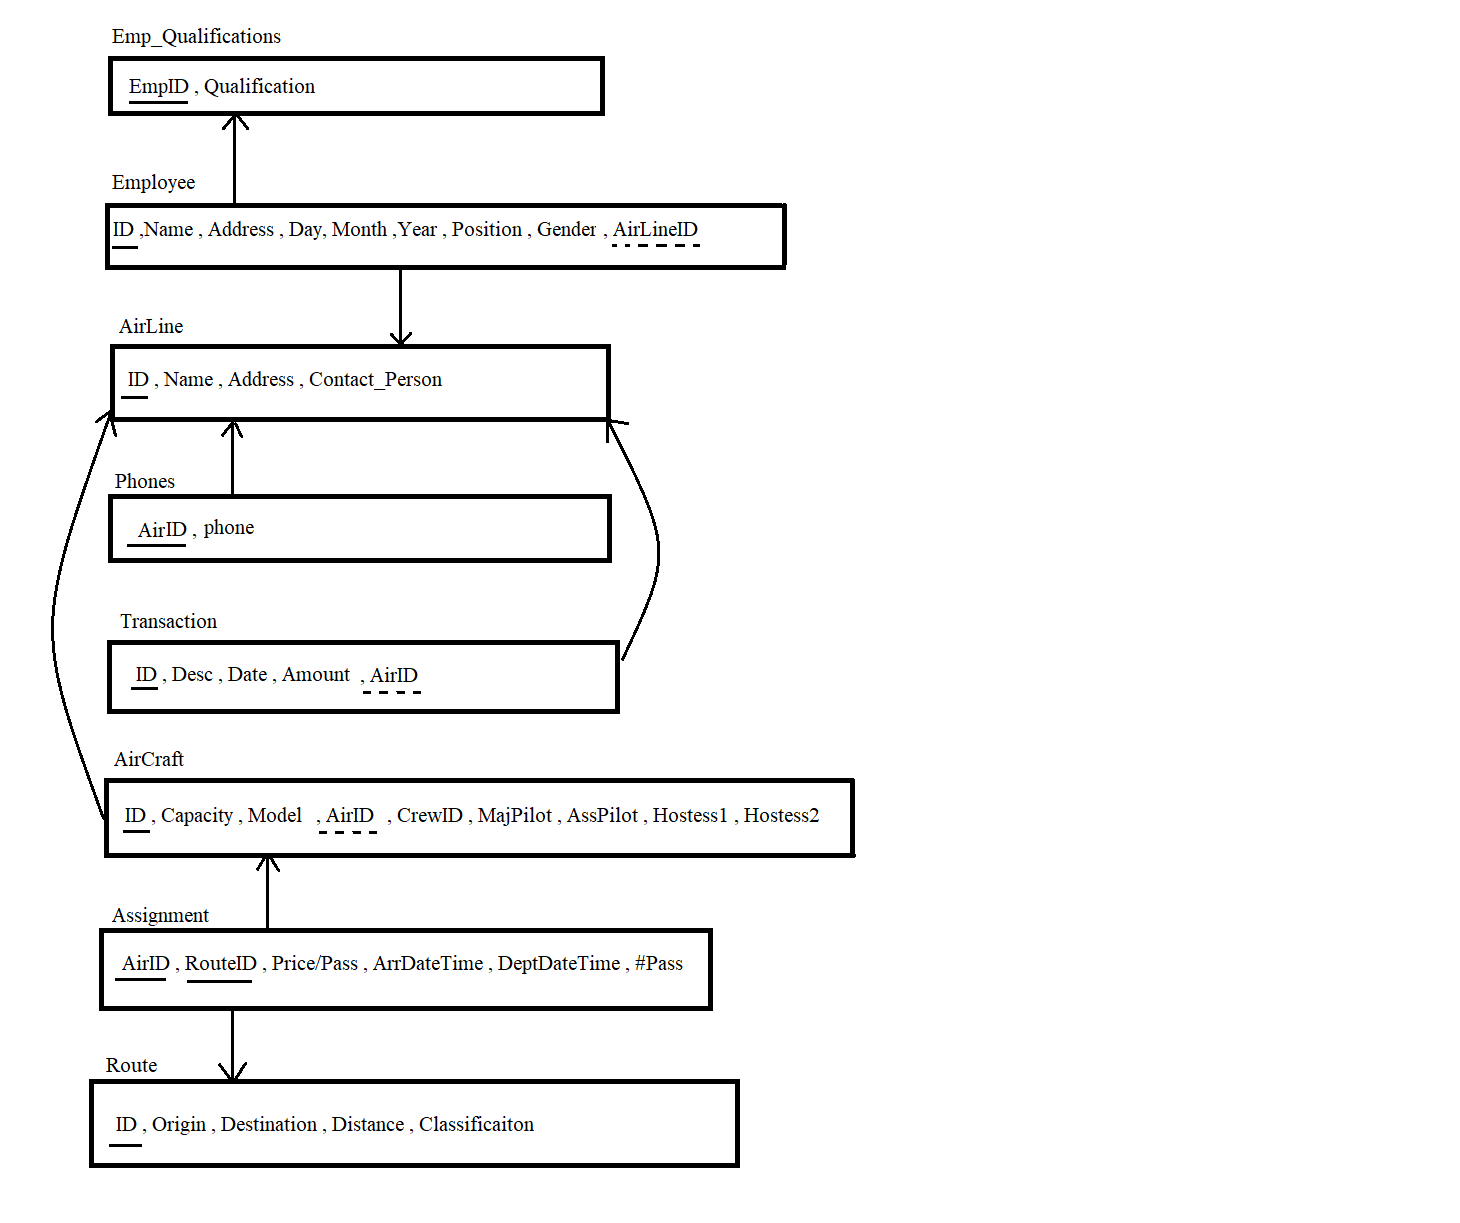 Emp_Qualifications
EmpID , Qualification
Employee
ID ,Name , Address , Day, Month ,Year , Position , Gender , AirLineID
AirLine
ID , Name , Address , Contact_Person
Phones
AirID , phone
Transaction
ID , Desc , Date , Amount , AirID
AirCraft
ID , Capacity , Model , AirID , CrewID , MajPilot , AssPilot , Hostess1 , Hostess2
Assignment
AirID , RouteID , Price/Pass , ArrDateTime , DeptDateTime , #Pass
Route
ID , Origin , Destination , Distance , Classificaiton